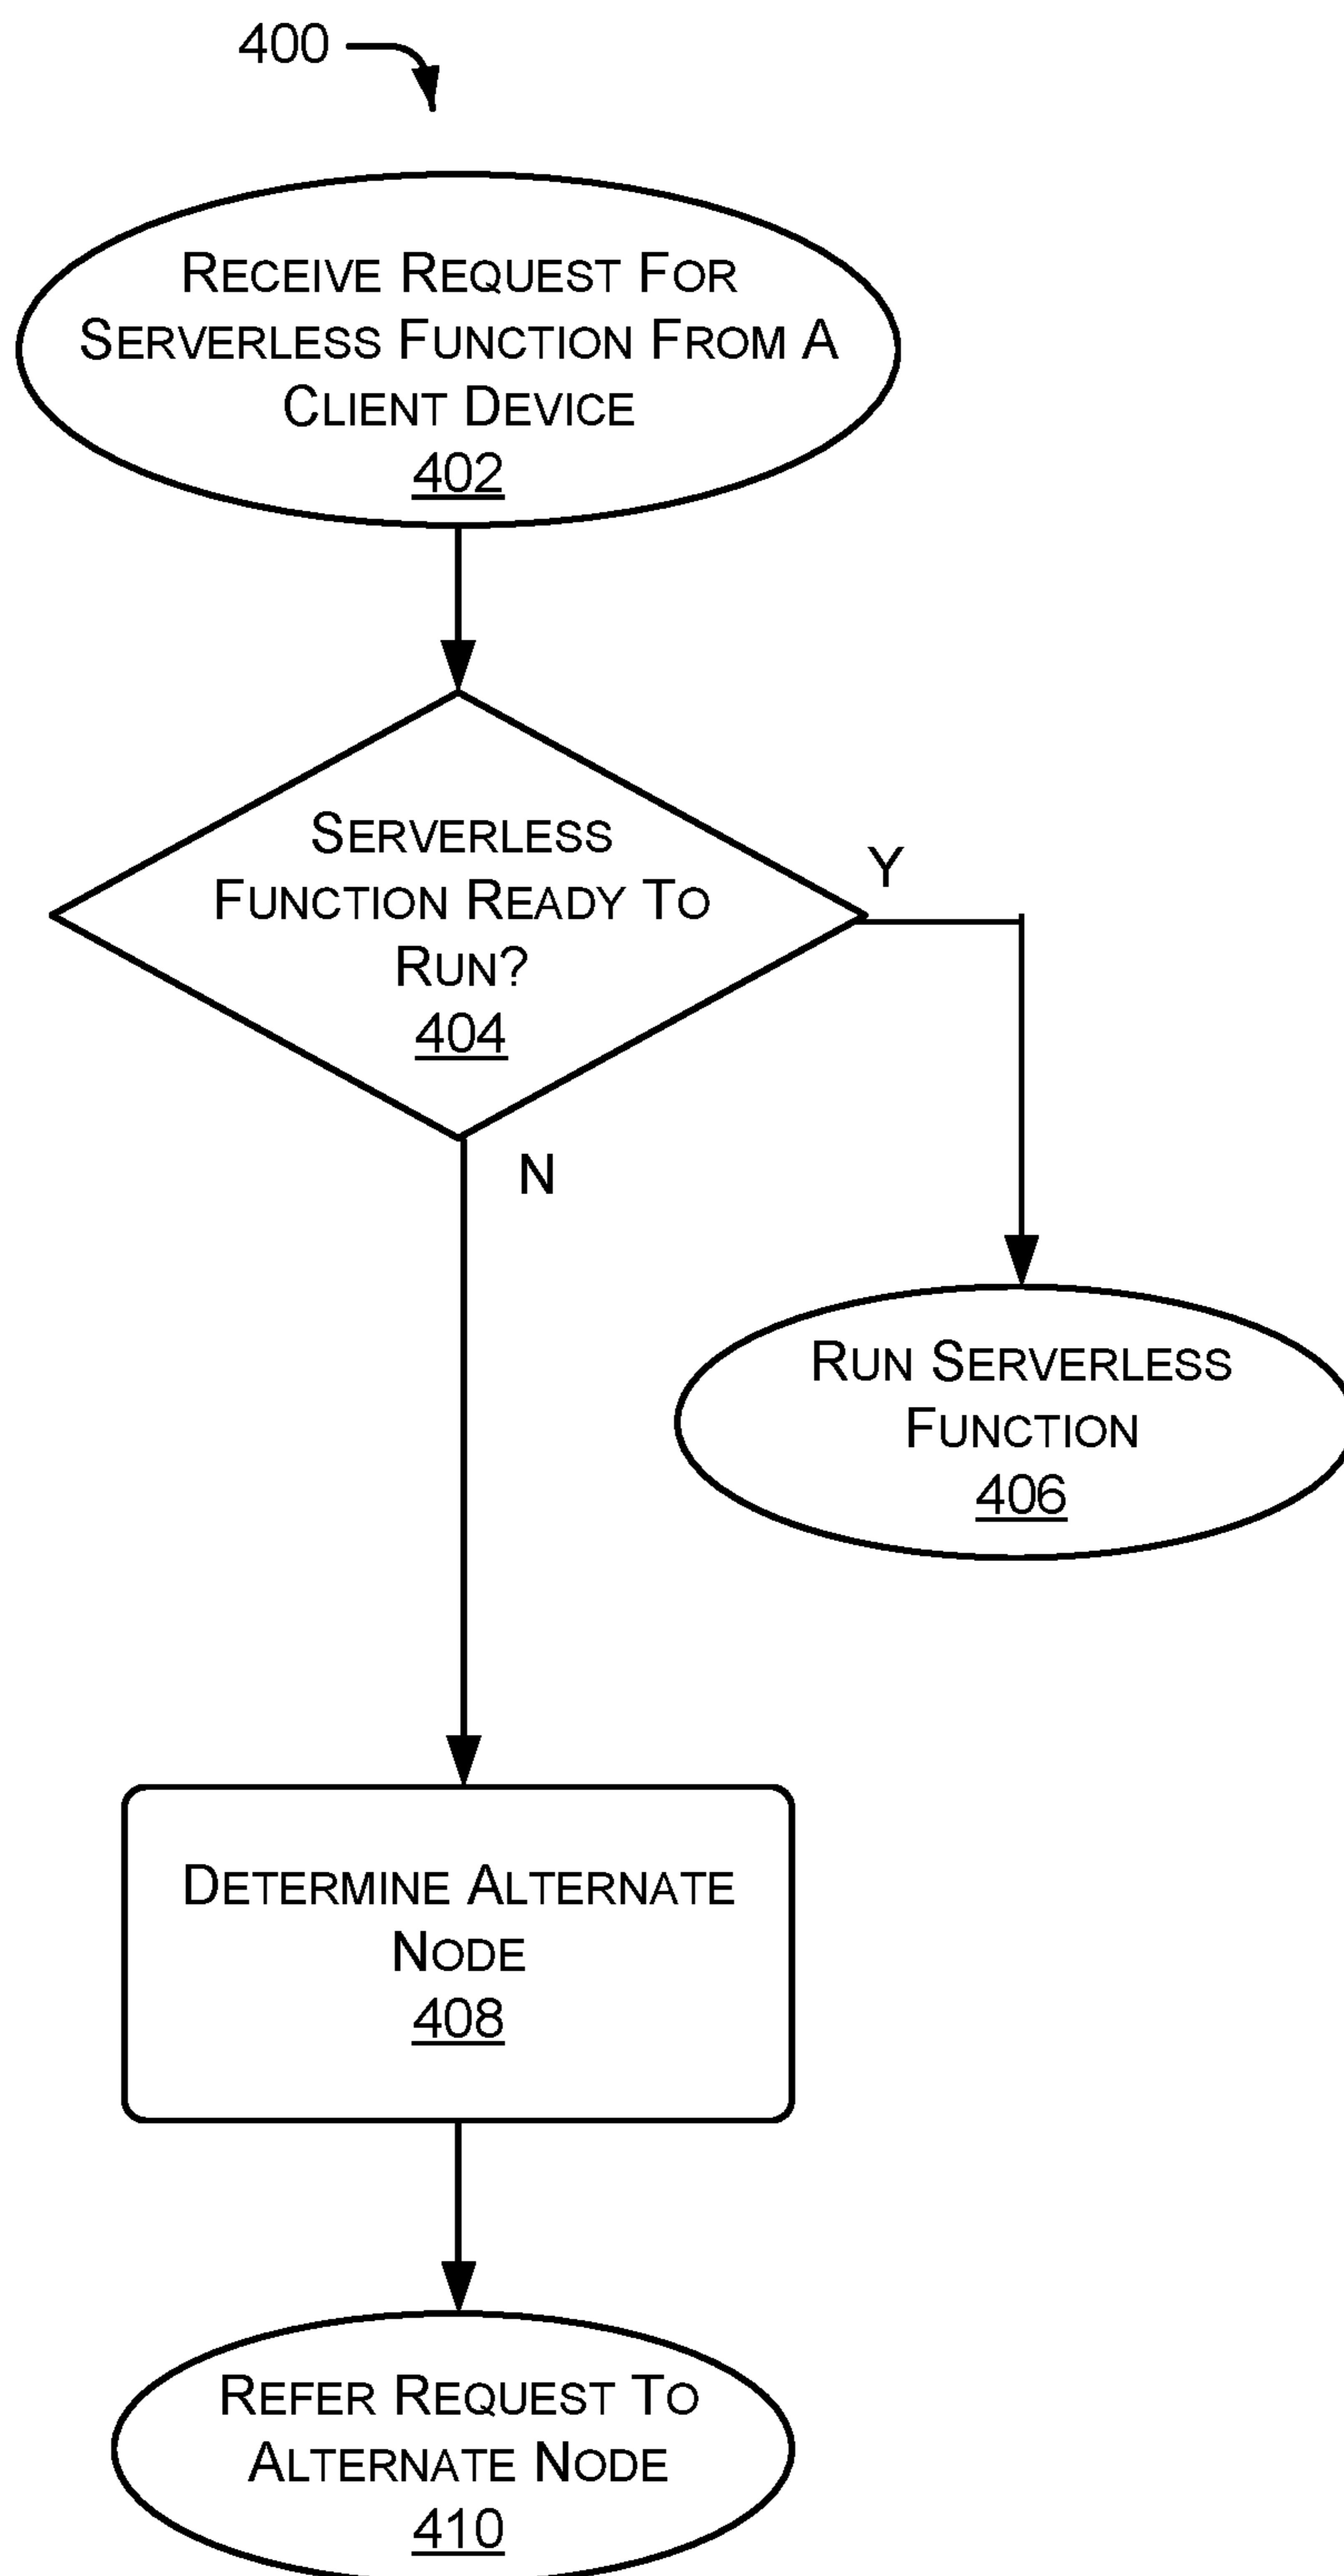 400
RECEIVE REQUEST FOR
SERVERLESS FUNCTION FROM A
CLIENT DEVICE
402
SERVERLESS
FUNCTION READY TO
RUN?
404
Y
N
RUN SERVERLESS
FUNCTION
406
DETERMINE ALTERNATE
NODE
408
REFER REQUEST TO
ALTERNATE NODE
410